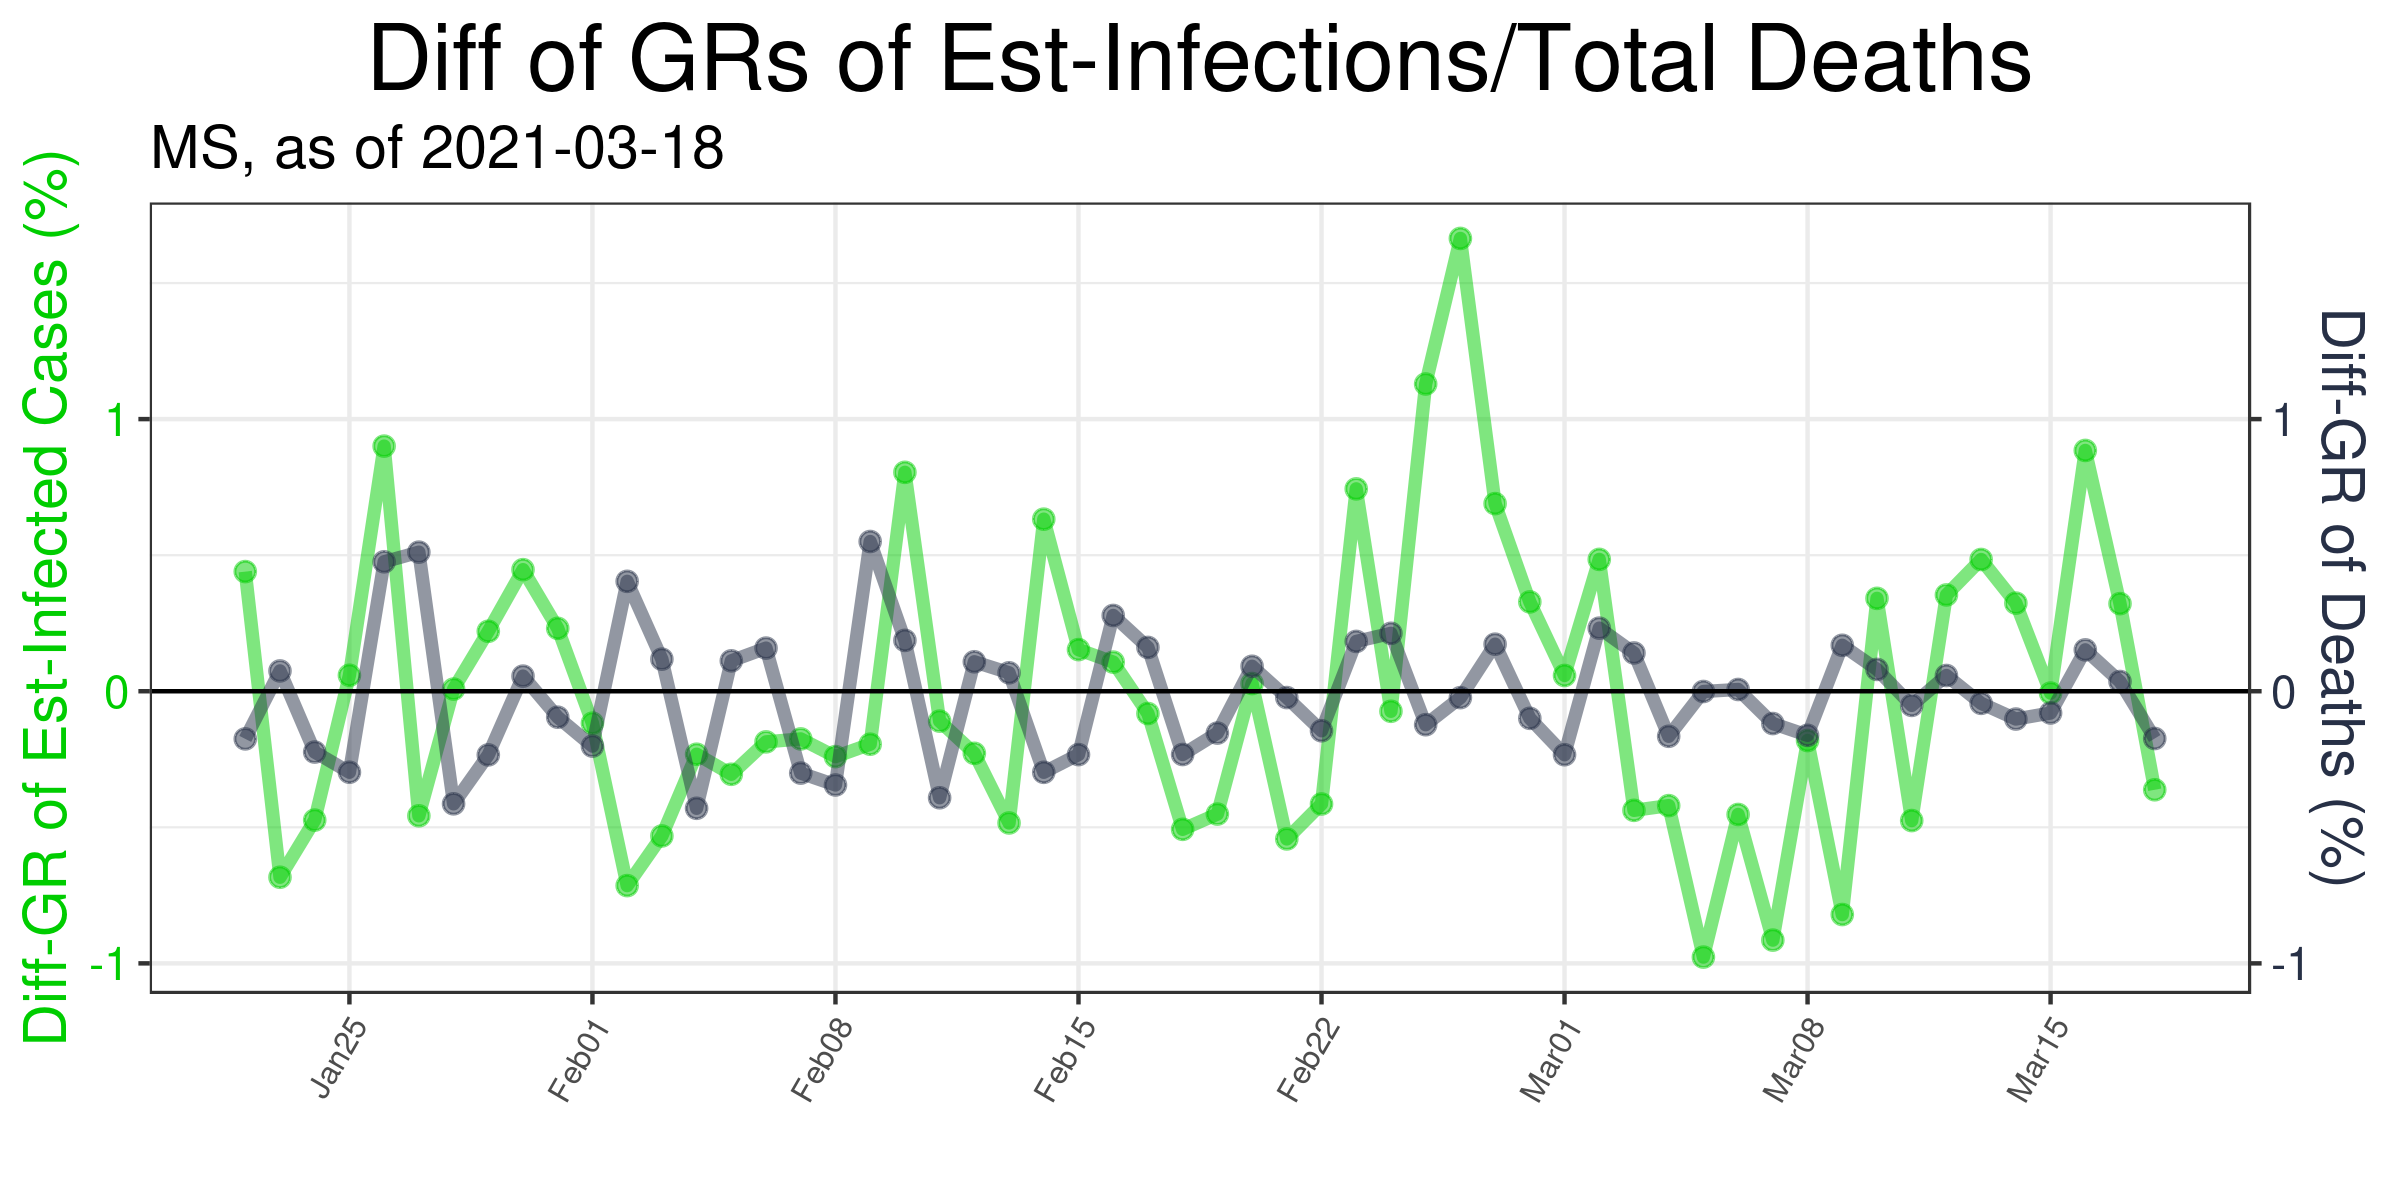 Diff of GRs of Est-Infections/Total Deaths
MS, as of 2021-03-18
Diff-GR of Est-Infected Cases (%)
1
0
-1
1
0
-1
Diff-GR of Deaths (%)
Jan25
Feb01
Feb08
Feb15
Feb22
Mar01
Mar08
Mar15